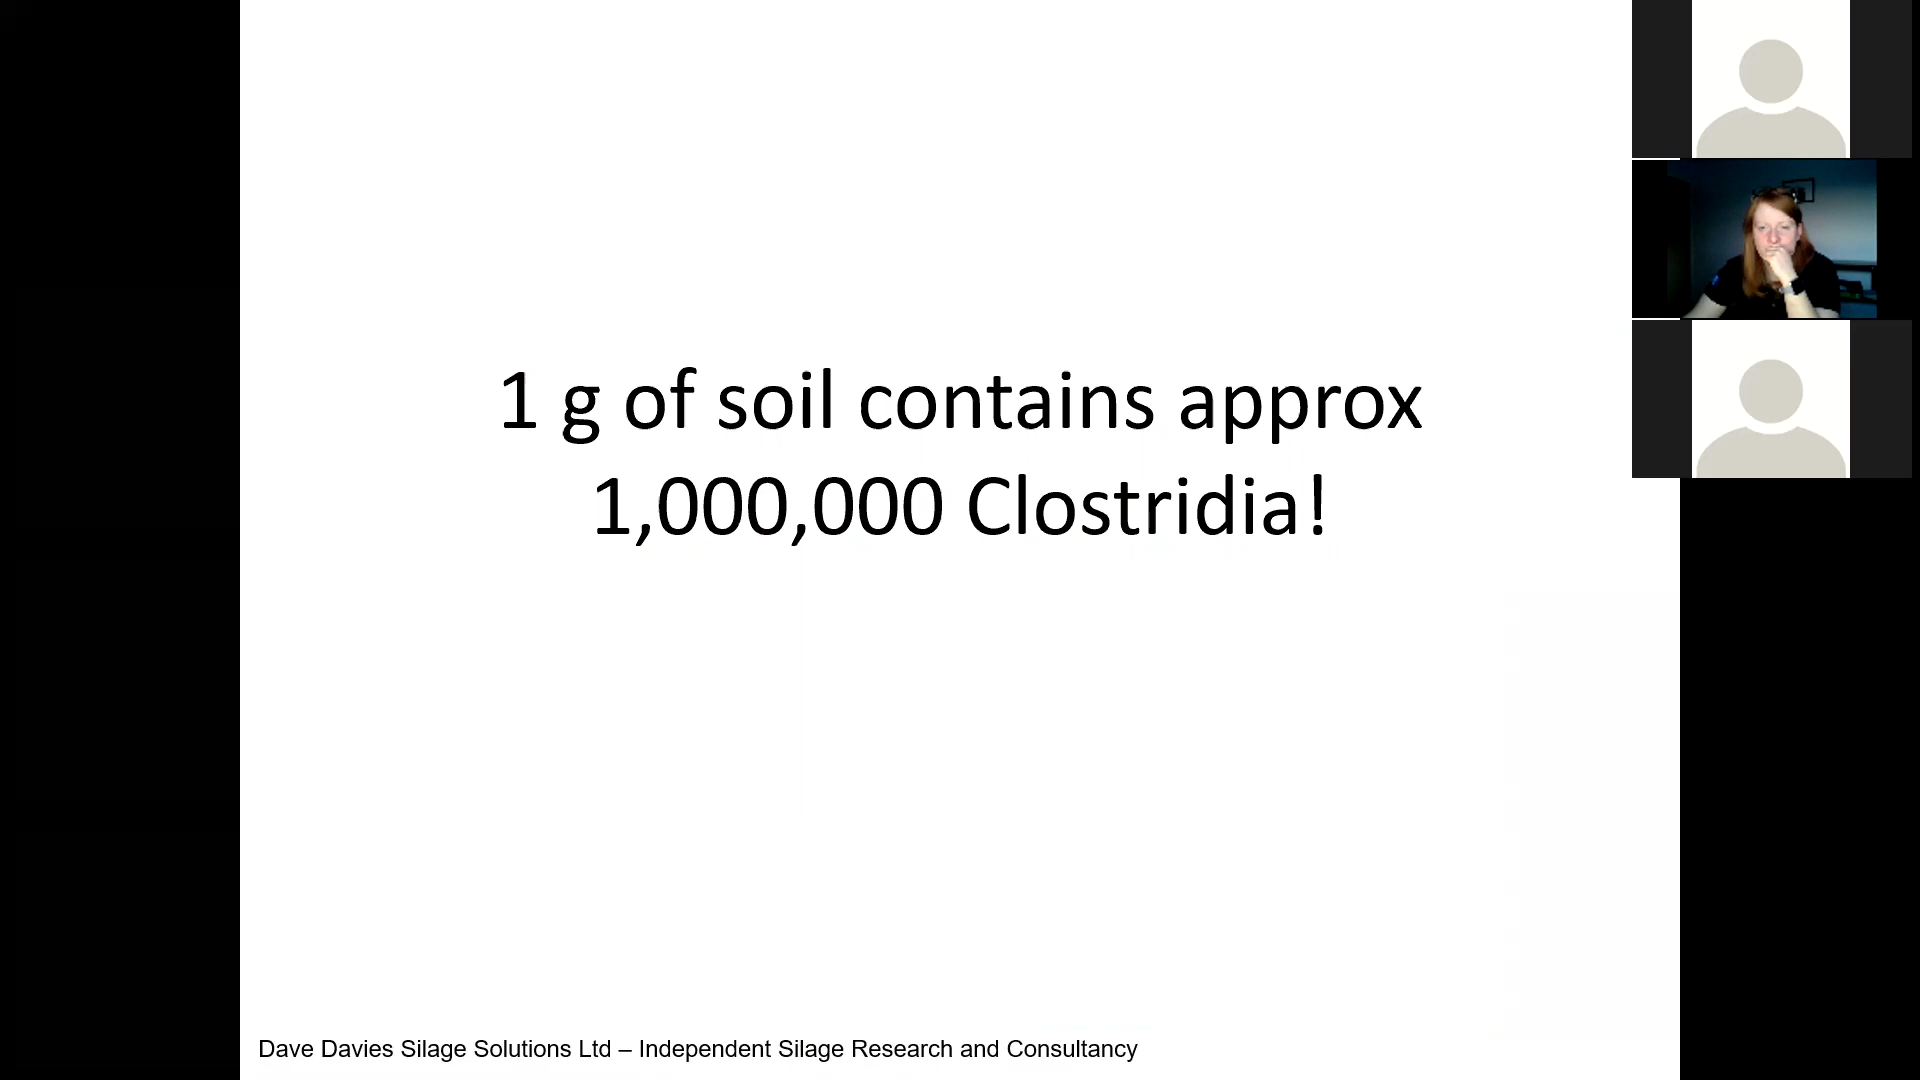 1 g of soil contains approx
1,000,000 Clostridia!
Dave Davies Silage Solutions Ltd – Independent Silage Research and Consultancy